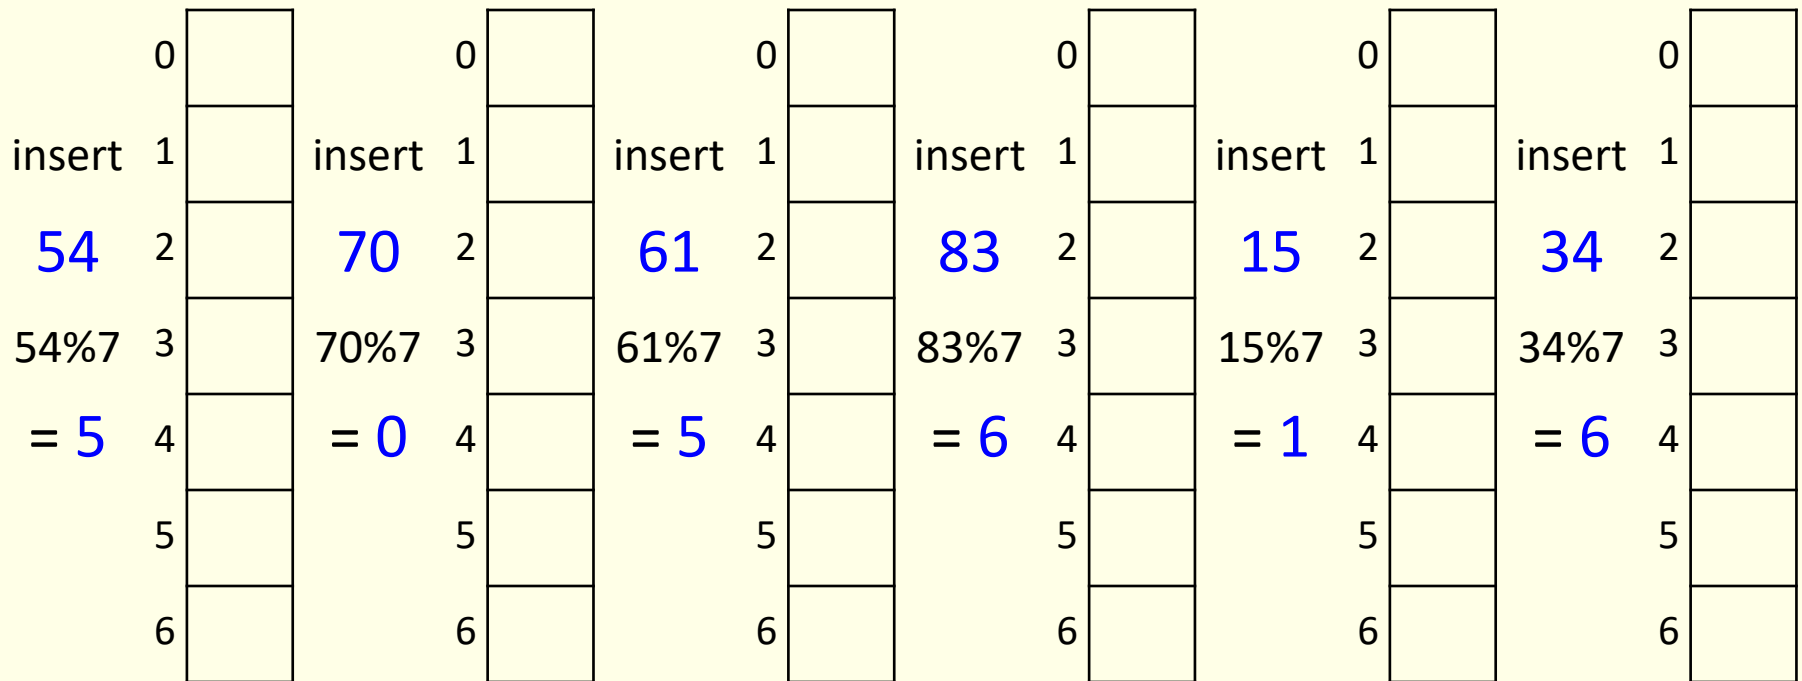 0 0 0 0 0 0
insert 1 insert 1 insert 1 insert 1 insert 1 insert 1
54 2 70 2 61 2 83 2 15 2 34 2
54%7 3 70%7 3 61%7 3 83%7 3 15%7 3 34%7 3
= 5 4 = 0 4 = 5 4 = 6 4 = 1 4 = 6 4
5 5 5 5 5 5
6 6 6 6 6 6